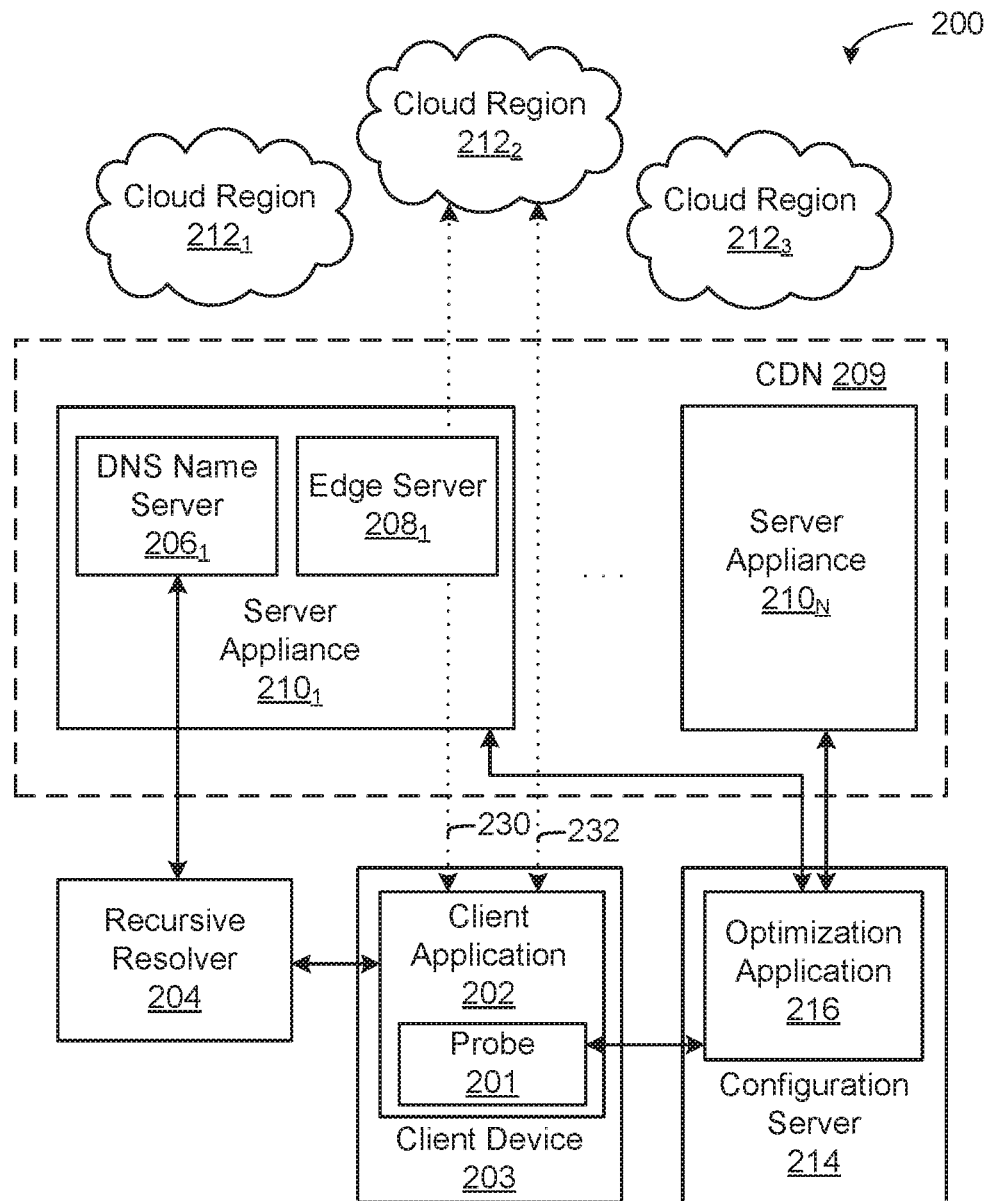 200
Cloud Region
212₂
Cloud Region
212₁
Cloud Region
212₃
CDN 209
DNS Name
Server
206₁
Edge Server
208₁
Server
Appliance
210₁
. . .
Server
Appliance
210N
230
232
Recursive
Resolver
204
Client
Application
202
Probe
201
Client Device
203
Optimization
Application
216
Configuration
Server
214